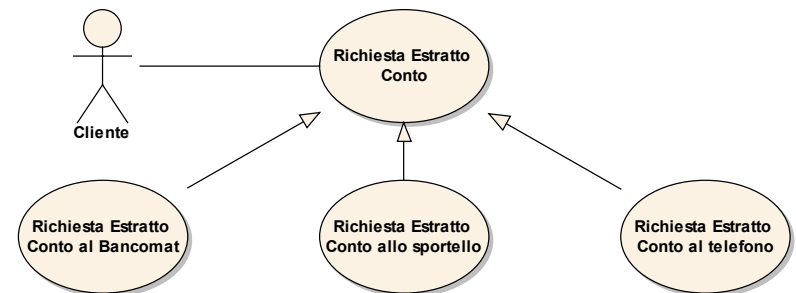 Richiesta Estratto
Conto
Cliente
Richiesta Estratto
Conto al Bancomat
Richiesta Estratto
Conto allo sportello
Richiesta Estratto
Conto al telefono